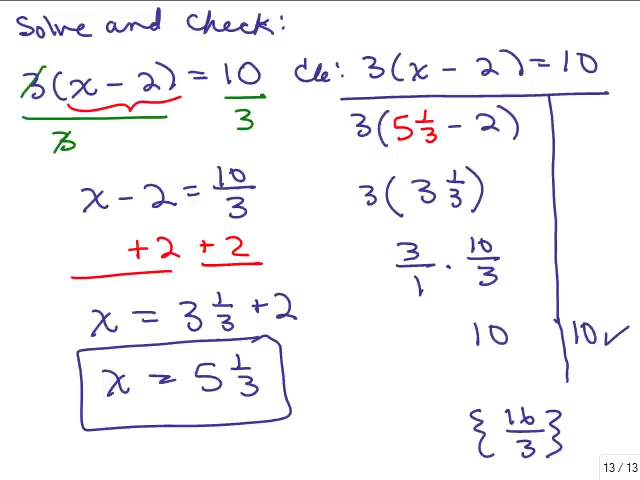 Solve and Check:
3(x - 2) = 10
3 3
x - 2 = 10/3
+2 +2
x = 3 1/3 + 2
x = 5 1/3
3(x - 2) = 10
3(5 1/3 - 2)
3(3 1/3)
3/1 · 10/3
10 10✓
{16/3}
13 / 13